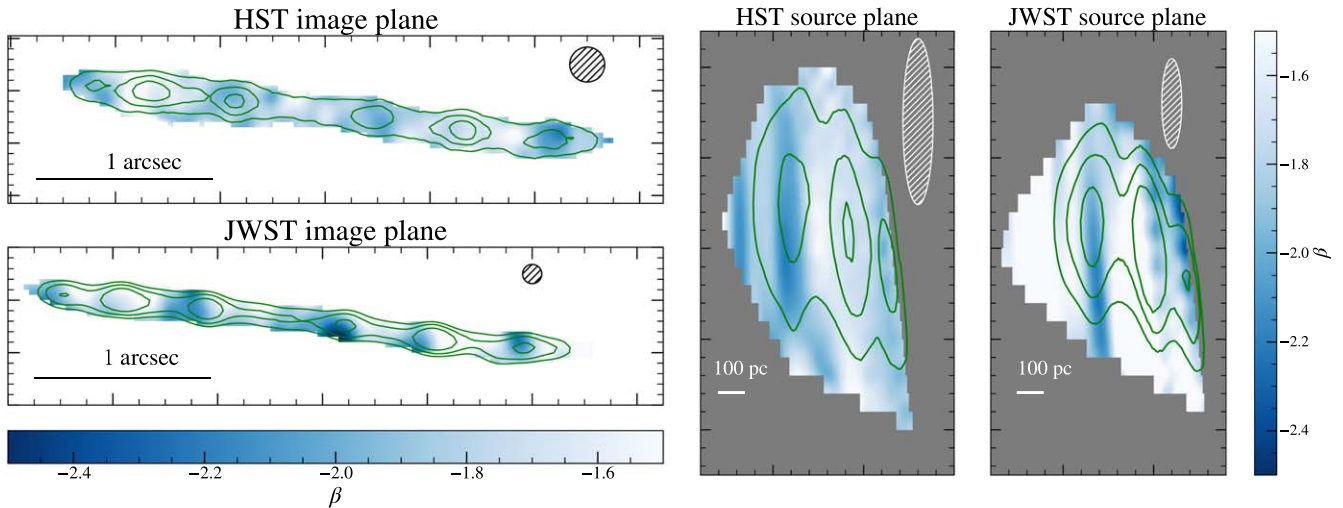 HST image plane
1 arcsec
JWST image plane
1 arcsec
−2.4 −2.2 −2.0 −1.8 −1.6
β
HST source plane
100 pc
JWST source plane
100 pc
−1.6
−1.8
−2.0
−2.2
−2.4
β